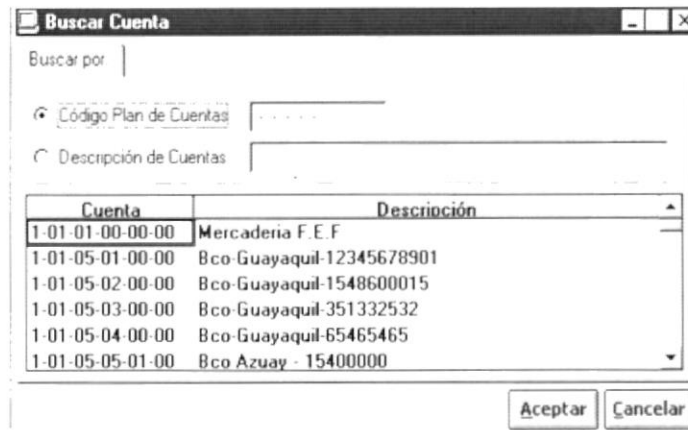 Buscar Cuenta
Buscar por
Código Plan de Cuentas
Descripción de Cuentas
Cuenta Descripción
1-01-01-00-00-00 Mercaderia F.E.F
1-01-05-01-00-00 Bco-Guayaquil-12345678901
1-01-05-02-00-00 Bco-Guayaquil-1548600015
1-01-05-03-00-00 Bco-Guayaquil-351332532
1-01-05-04-00-00 Bco-Guayaquil-65465465
1-01-05-05-01-00 Bco Azuay - 15400000
Aceptar Cancelar